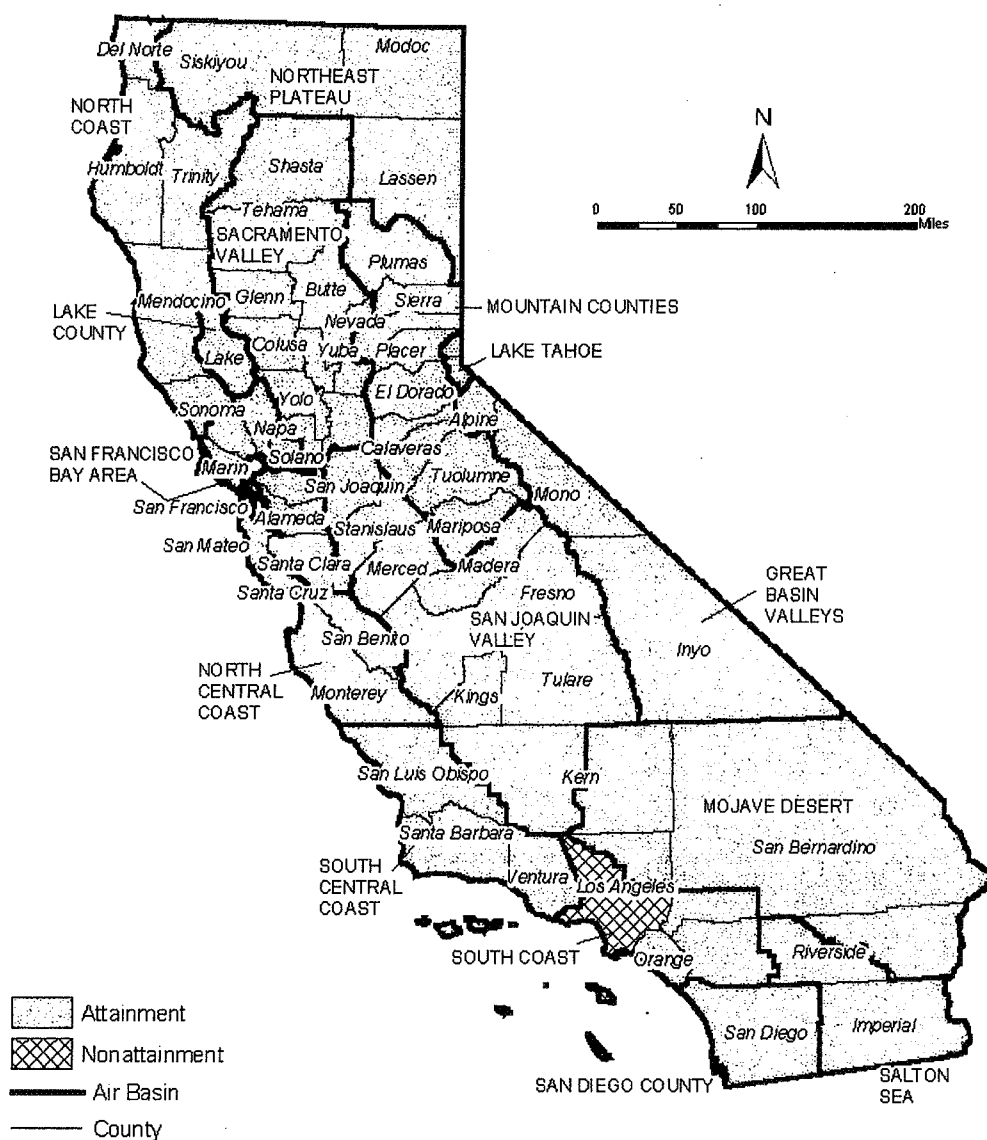 Del Norte
Siskiyou
Modoc
NORTHEAST
PLATEAU
NORTH
COAST
N
Humboldt
Trinity
Shasta
Lassen
0 50 100 200
Miles
Tehama
SACRAMENTO
VALLEY
Plumas
Mendocino
Glenn
Butte
Sierra
MOUNTAIN COUNTIES
LAKE
COUNTY
Nevada
Colusa
Yuba
Placer
LAKE TAHOE
Lake
Yolo
El Dorado
Sonoma
Napa
Alpine
SAN FRANCISCO
BAY AREA
Marin
Solano
Calaveras
San Joaquin
Tuolumne
Mono
San Francisco
Alameda
Stanislaus
Mariposa
San Mateo
Santa Clara
Merced
Madera
Santa Cruz
Fresno
GREAT
BASIN
VALLEYS
San Benito
SAN JOAQUIN
VALLEY
Inyo
NORTH
CENTRAL
COAST
Monterey
Kings
Tulare
San Luis Obispo
Kern
MOJAVE DESERT
Santa Barbara
San Bernardino
SOUTH
CENTRAL
COAST
Ventura
Los Angeles
SOUTH COAST
Orange
Riverside
San Diego
Imperial
SAN DIEGO COUNTY
SALTON
SEA
Attainment
Nonattainment
Air Basin
County